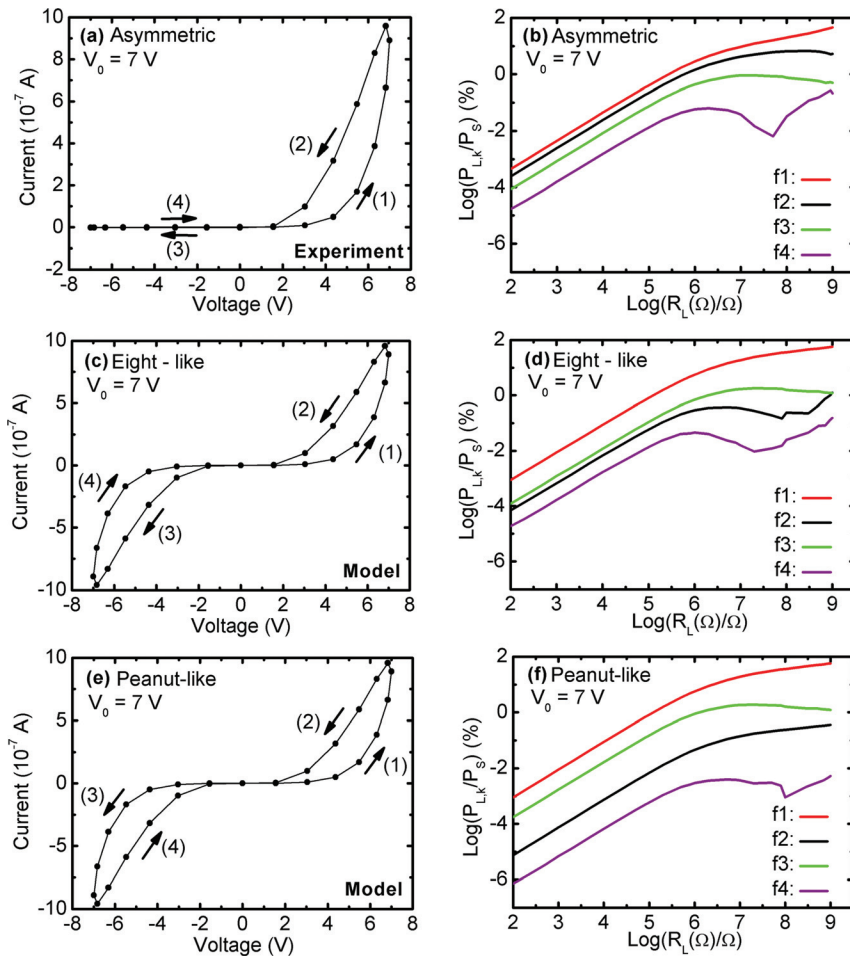 (a) Asymmetric
V0 = 7 V
(2)
(1)
(4)
(3)
Experiment
10
8
6
4
2
0
2
-8 -6 -4 -2 0 2 4 6 8
Current (10-7 A)
Voltage (V)
(b) Asymmetric
V0 = 7 V
f1:
f2:
f3:
f4:
2
0
-2
-4
-6
2 3 4 5 6 7 8 9
Log(PL,k/PS) (%)
Log(RL(Ω)/Ω)
(c) Eight - like
V0 = 7 V
(2)
(1)
(4)
(3)
Model
10
5
0
-5
-10
-8 -6 -4 -2 0 2 4 6 8
Current (10-7 A)
Voltage (V)
(d) Eight-like
V0 = 7 V
f1:
f2:
f3:
f4:
2
0
-2
-4
-6
2 3 4 5 6 7 8 9
Log(PL,k/PS) (%)
Log(RL(Ω)/Ω)
(e) Peanut-like
V0 = 7 V
(2)
(1)
(3)
(4)
Model
10
5
0
-5
-10
-8 -6 -4 -2 0 2 4 6 8
Current (10-7 A)
Voltage (V)
(f) Peanut-like
V0 = 7 V
f1:
f2:
f3:
f4:
2
0
-2
-4
-6
2 3 4 5 6 7 8 9
Log(PL,k/PS) (%)
Log(RL(Ω)/Ω)